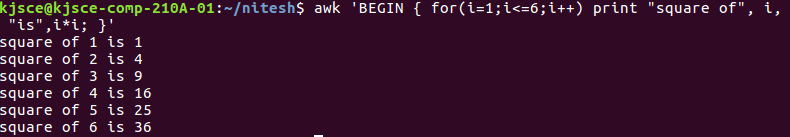 kjsce@kjsce-comp-210A-01:~/nitesh$ awk 'BEGIN { for(i=1;i<=6;i++) print "square of", i,
"is",i*i; }'
square of 1 is 1
square of 2 is 4
square of 3 is 9
square of 4 is 16
square of 5 is 25
square of 6 is 36